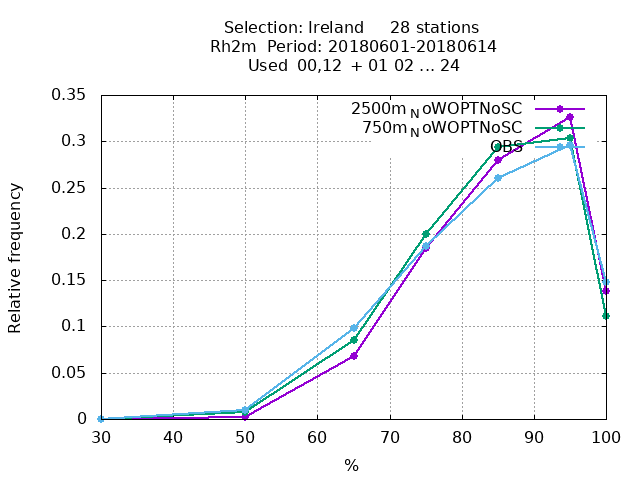 Selection: Ireland 28 stations
Rh2m Period: 20180601-20180614
Used 00,12 + 01 02 ... 24
2500mNoWOPTNoSC
750mNoWOPTNoSC
OBS
Relative frequency
0.35
0.3
0.25
0.2
0.15
0.1
0.05
0
30 40 50 60 70 80 90 100
%